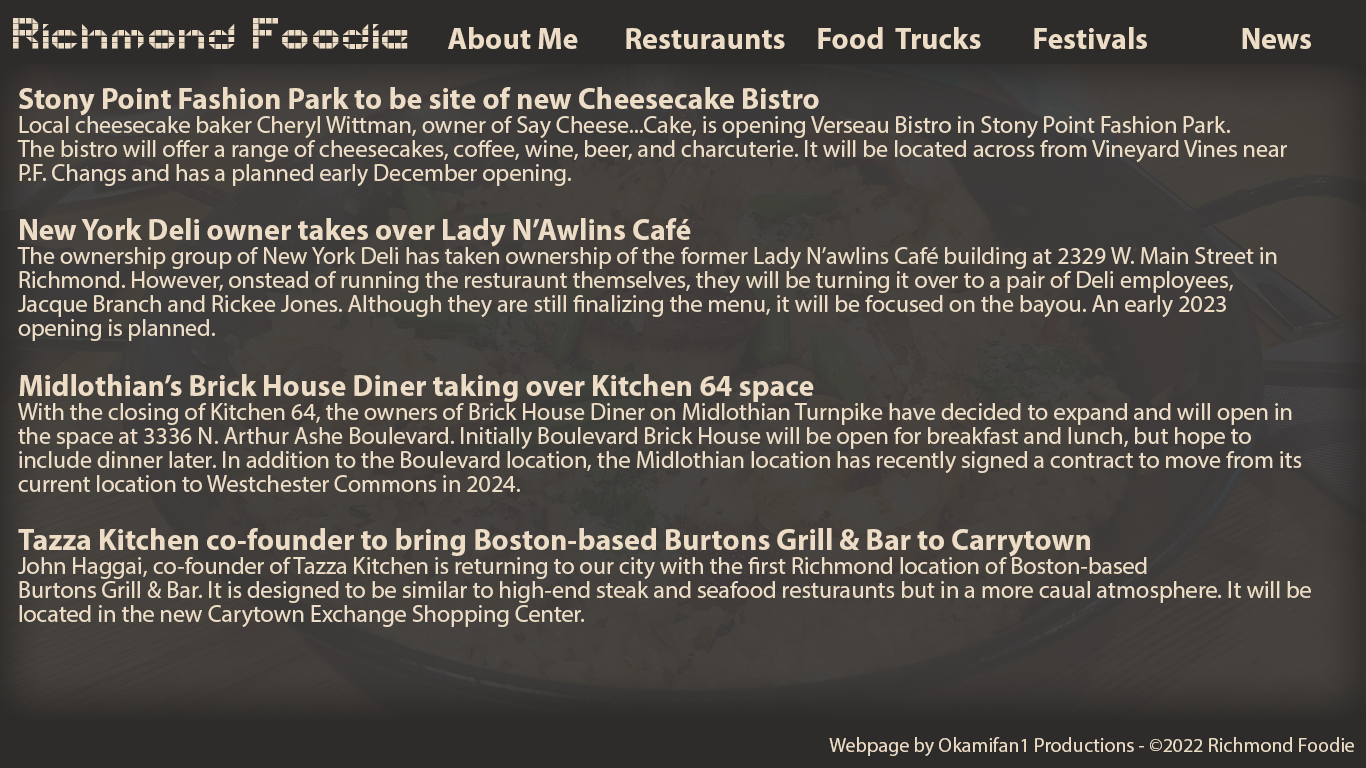 Richmond Foodie About Me Resturaunts Food Trucks Festivals News
Stony Point Fashion Park to be site of new Cheesecake Bistro
Local cheesecake baker Cheryl Wittman, owner of Say Cheese...Cake, is opening Verseau Bistro in Stony Point Fashion Park.
The bistro will offer a range of cheesecakes, coffee, wine, beer, and charcuterie. It will be located across from Vineyard Vines near
P.F. Changs and has a planned early December opening.
New York Deli owner takes over Lady N’Awlins Café
The ownership group of New York Deli has taken ownership of the former Lady N’awlins Café building at 2329 W. Main Street in
Richmond. However, onstead of running the resturaunt themselves, they will be turning it over to a pair of Deli employees,
Jacque Branch and Rickee Jones. Although they are still finalizing the menu, it will be focused on the bayou. An early 2023
opening is planned.
Midlothian’s Brick House Diner taking over Kitchen 64 space
With the closing of Kitchen 64, the owners of Brick House Diner on Midlothian Turnpike have decided to expand and will open in
the space at 3336 N. Arthur Ashe Boulevard. Initially Boulevard Brick House will be open for breakfast and lunch, but hope to
include dinner later. In addition to the Boulevard location, the Midlothian location has recently signed a contract to move from its
current location to Westchester Commons in 2024.
Tazza Kitchen co-founder to bring Boston-based Burtons Grill & Bar to Carrytown
John Haggai, co-founder of Tazza Kitchen is returning to our city with the first Richmond location of Boston-based
Burtons Grill & Bar. It is designed to be similar to high-end steak and seafood resturaunts but in a more caual atmosphere. It will be
located in the new Carytown Exchange Shopping Center.
Webpage by Okamifan1 Productions - ©2022 Richmond Foodie